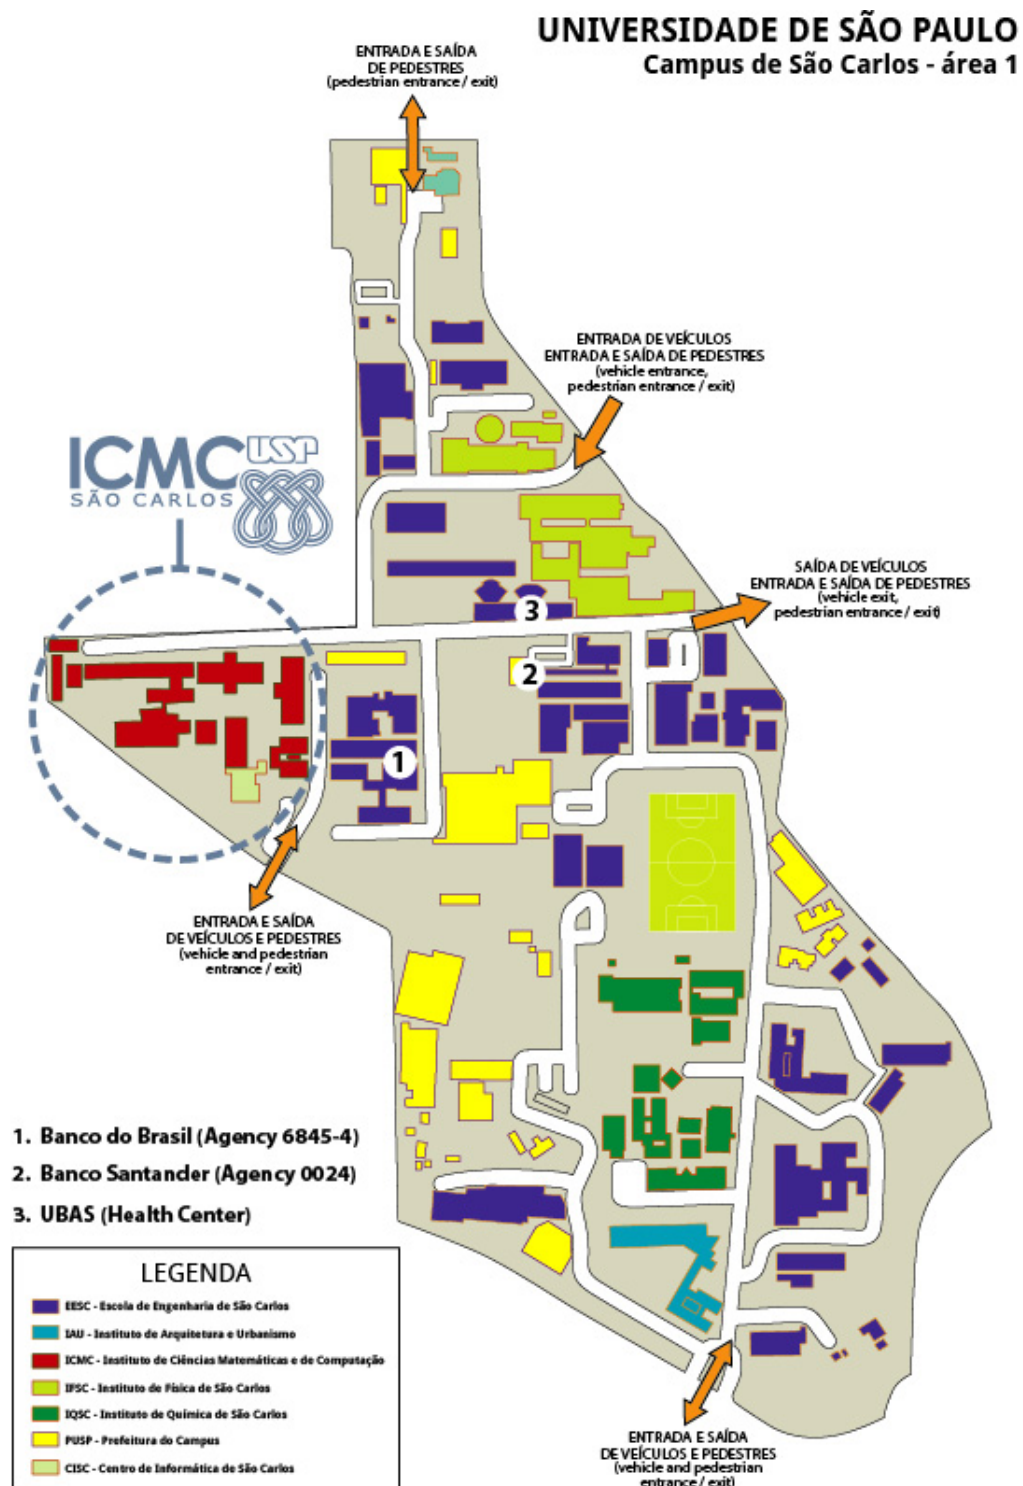 UNIVERSIDADE DE SÃO PAULO
Campus de São Carlos - área 1
ENTRADA E SAÍDA
DE PEDESTRES
(pedestrian entrance / exit)
ENTRADA DE VEÍCULOS
ENTRADA E SAÍDA DE PEDESTRES
(vehicle entrance,
pedestrian entrance / exit)
ICMC USP
SÃO CARLOS
SAÍDA DE VEÍCULOS
ENTRADA E SAÍDA DE PEDESTRES
(vehicle exit,
pedestrian entrance / exit)
3
2
1
ENTRADA E SAÍDA
DE VEÍCULOS E PEDESTRES
(vehicle and pedestrian
entrance / exit)
1. Banco do Brasil (Agency 6845-4)
2. Banco Santander (Agency 0024)
3. UBAS (Health Center)
LEGENDA
EESC - Escola de Engenharia de São Carlos
IAU - Instituto de Arquitetura e Urbanismo
ICMC - Instituto de Ciências Matemáticas e de Computação
IFSC - Instituto de Física de São Carlos
IQSC - Instituto de Química de São Carlos
PUSP - Prefeitura do Campus
CISC - Centro de Informática de São Carlos
ENTRADA E SAÍDA
DE VEÍCULOS E PEDESTRES
(vehicle and pedestrian
entrance / exit)